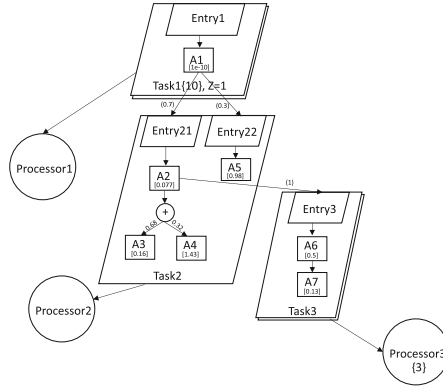 Entry1
A1
[1e-10]
Task1{10}, Z=1
(0.7)
(0.3)
Processor1
Entry21
Entry22
A2
[0.077]
A5
[0.98]
(1)
+
0.68
0.32
Entry3
A3
[0.16]
A4
[1.43]
A6
[0.5]
Task2
A7
[0.13]
Processor2
Task3
Processor3
{3}